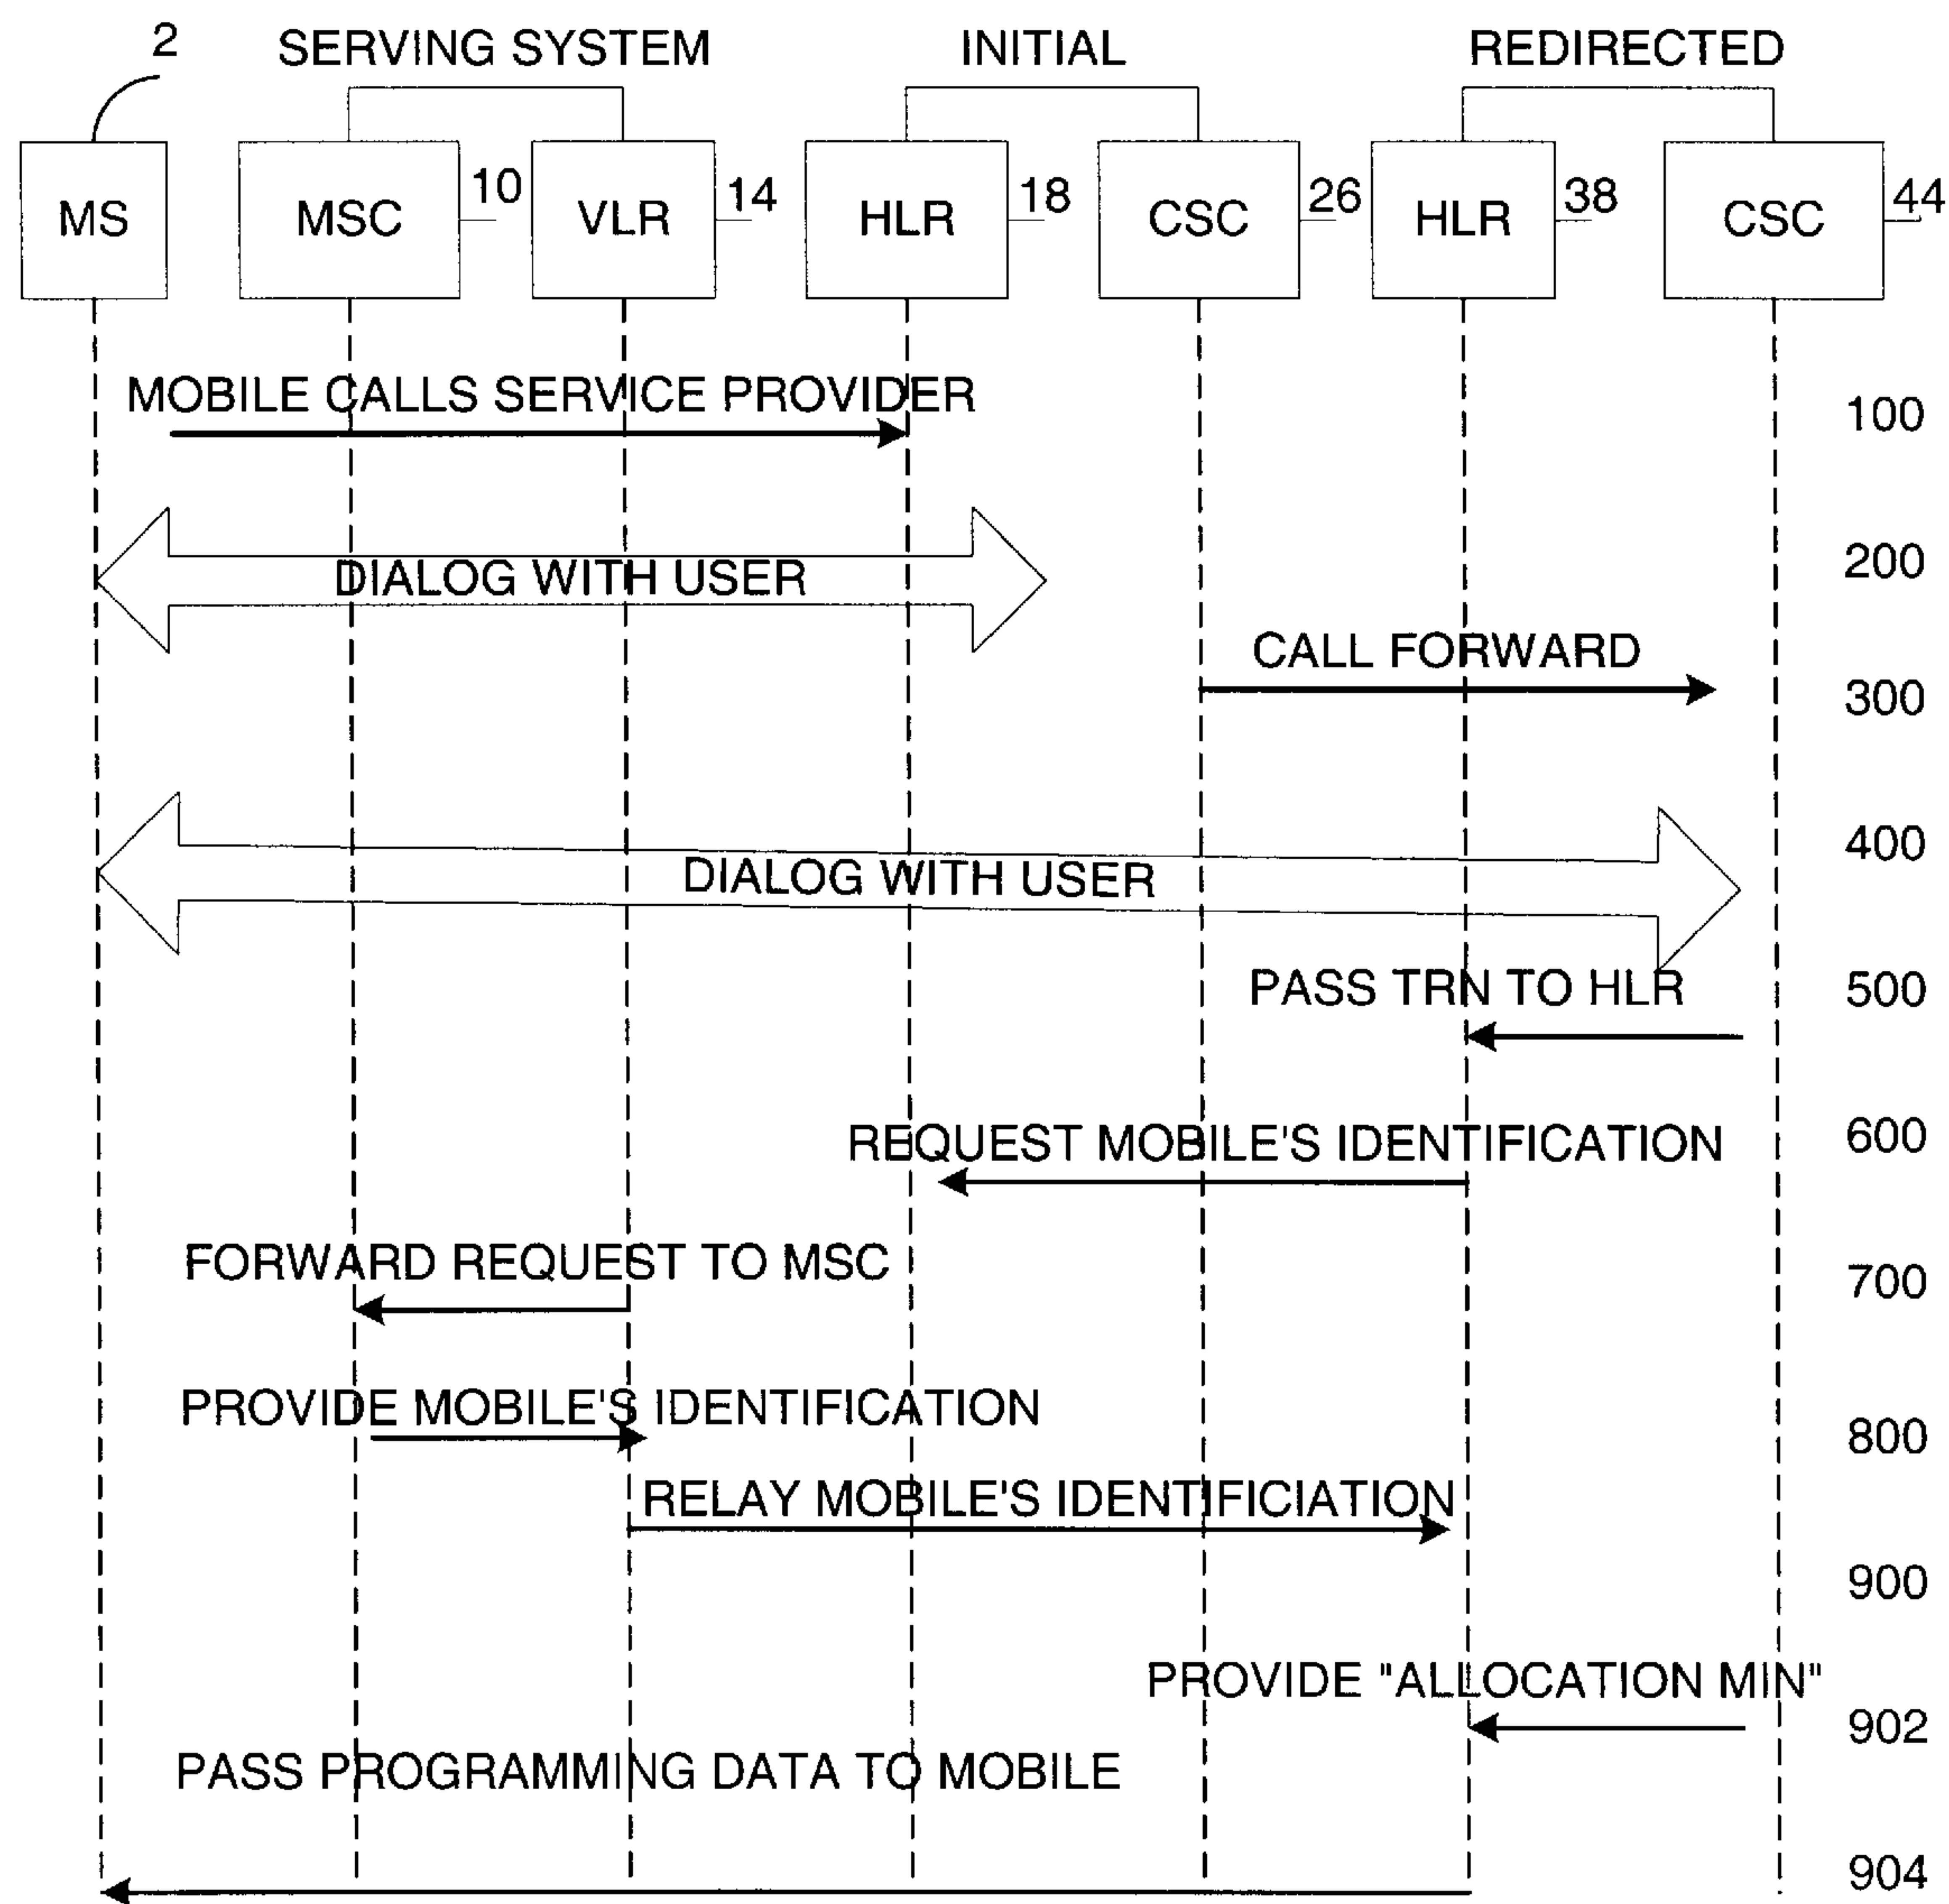 2 SERVING SYSTEM INITIAL REDIRECTED
MS MSC 10 VLR 14 HLR 18 CSC 26 HLR 38 CSC 44
MOBILE CALLS SERVICE PROVIDER 100
DIALOG WITH USER 200
CALL FORWARD 300
DIALOG WITH USER 400
PASS TRN TO HLR 500
REQUEST MOBILE'S IDENTIFICATION 600
FORWARD REQUEST TO MSC 700
PROVIDE MOBILE'S IDENTIFICATION 800
RELAY MOBILE'S IDENTIFICIATION
900
PROVIDE "ALLOCATION MIN" 902
PASS PROGRAMMING DATA TO MOBILE
904